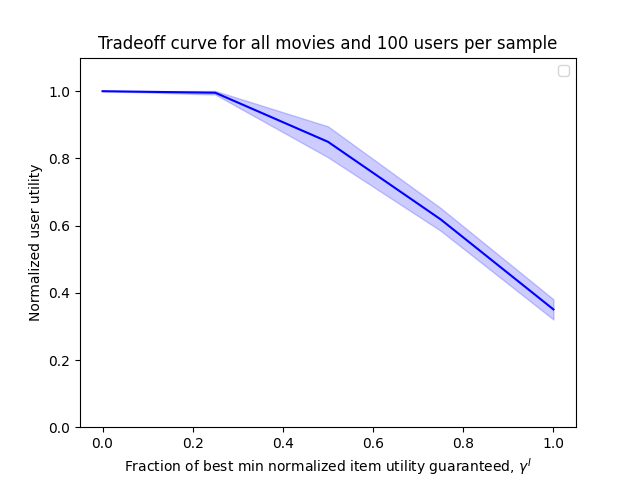 Tradeoff curve for all movies and 100 users per sample
1.0
0.8
0.6
0.4
0.2
0.0
Normalized user utility
0.0 0.2 0.4 0.6 0.8 1.0
Fraction of best min normalized item utility guaranteed, γ^I